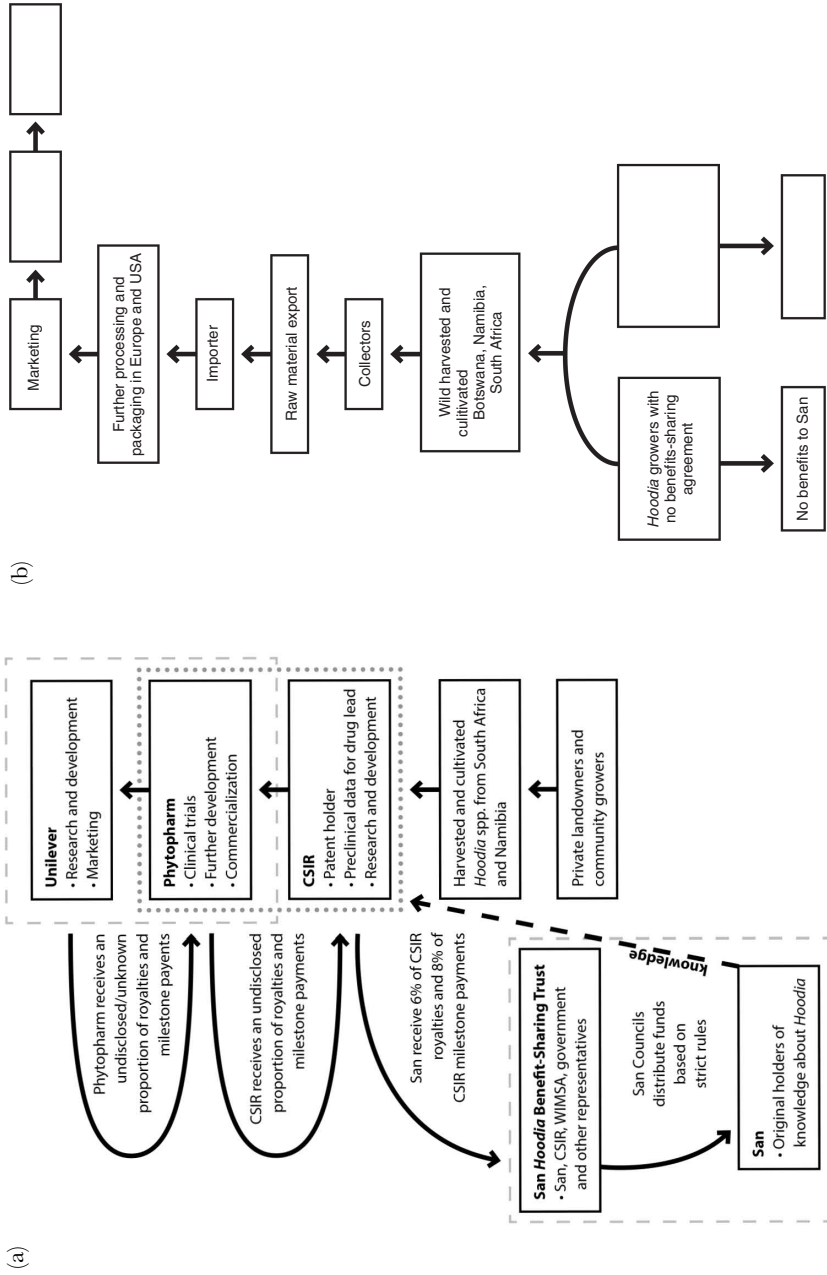 (a)
Unilever
• Research and development
• Marketing
Phytopharm
• Clinical trials
• Further development
• Commercialization
CSIR
• Patent holder
• Preclinical data for drug lead
• Research and development
Harvested and cultivated
Hoodia spp. from South Africa
and Namibia
Private landowners and
community growers
Phytopharm receives an
undisclosed/unknown
proportion of royalties and
milestone payents
CSIR receives an undisclosed
proportion of royalties and
milestone payments
San receive 6% of CSIR
royalties and 8% of
CSIR milestone payments
knowledge
San Hoodia Benefit-Sharing Trust
• San, CSIR, WIMSA, government
and other representatives
San Councils
distribute funds
based on
strict rules
San
• Original holders of
knowledge about Hoodia
(b)
Marketing
Further processing and
packaging in Europe and USA
Importer
Raw material export
Collectors
Wild harvested and
culitivated
Botswana, Namibia,
South Africa
Hoodia growers with
no benefits-sharing
agreement
No benefits to San